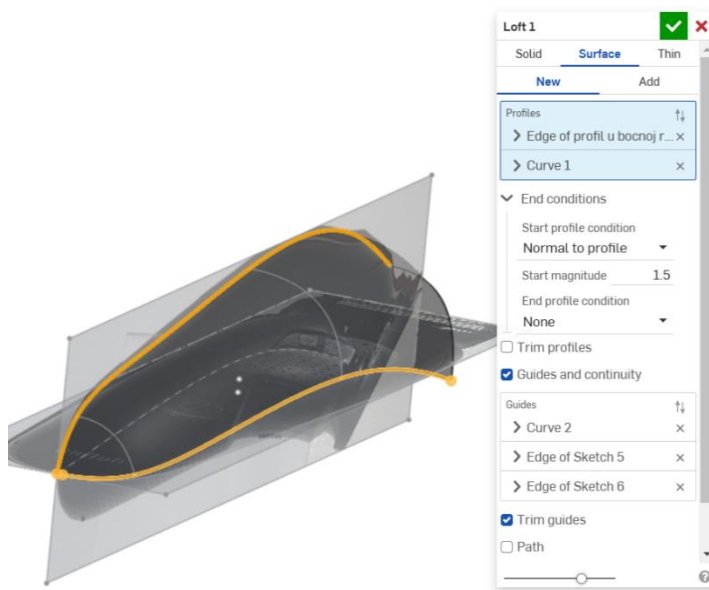 Loft 1
Solid Surface Thin
New Add
Profiles
Edge of profil u bocnoj r...
Curve 1
End conditions
Start profile condition
Normal to profile
Start magnitude 1.5
End profile condition
None
Trim profiles
Guides and continuity
Guides
Curve 2
Edge of Sketch 5
Edge of Sketch 6
Trim guides
Path